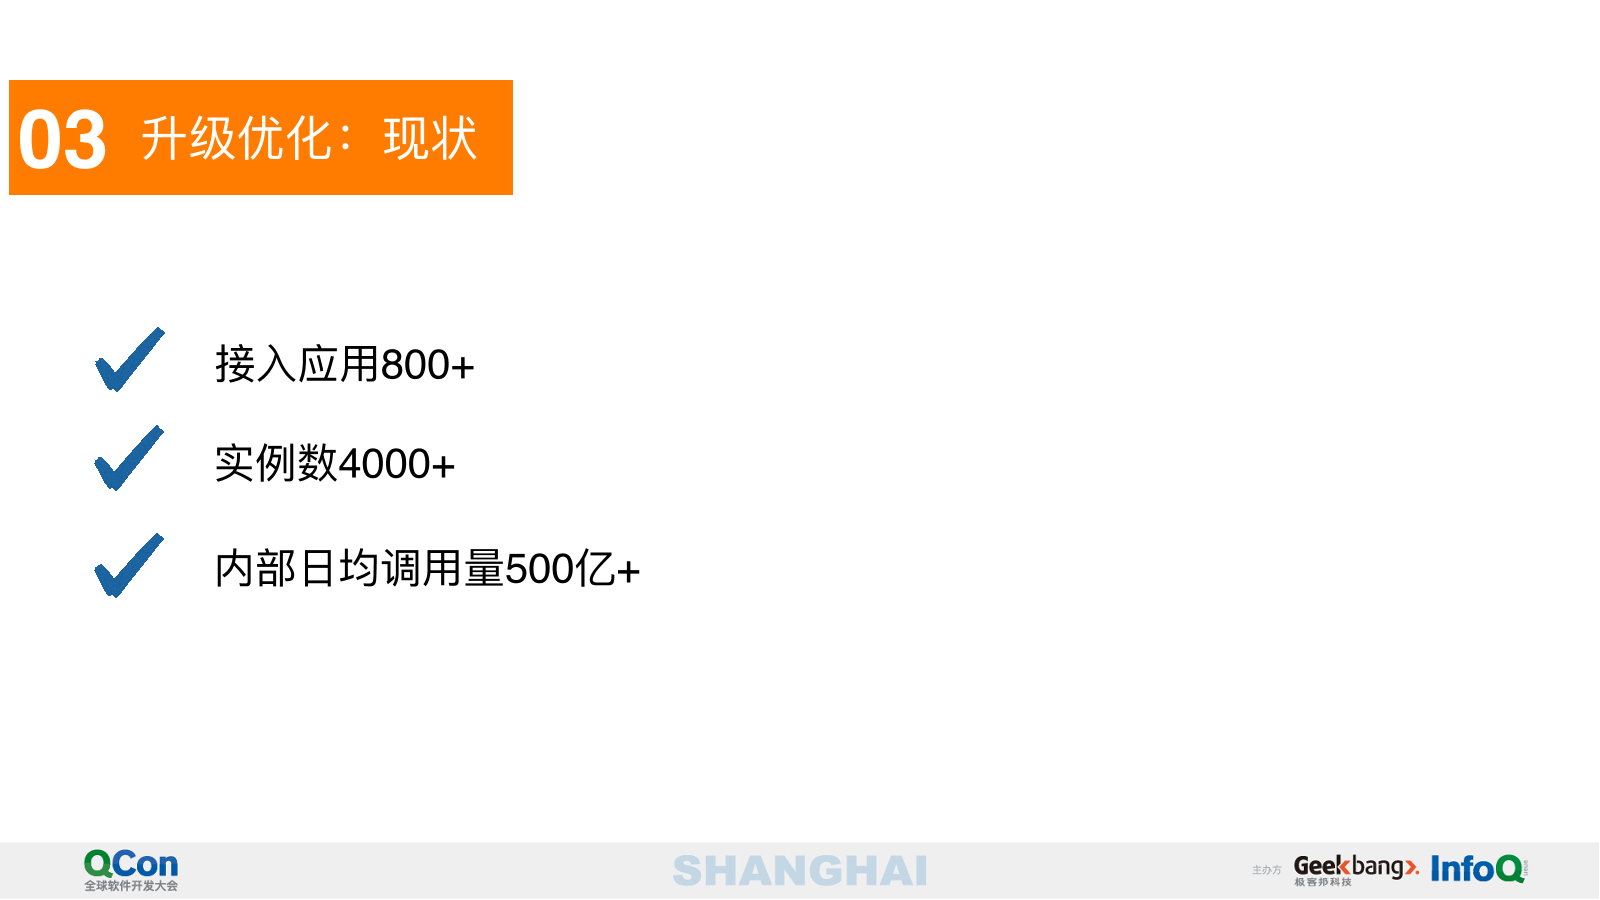 03 升级优化：现状
接入应用800+
实例数4000+
内部日均调用量500亿+
QCon
全球软件开发大会
SHANGHAI
主办方
Geekbang
极客邦科技
InfoQ